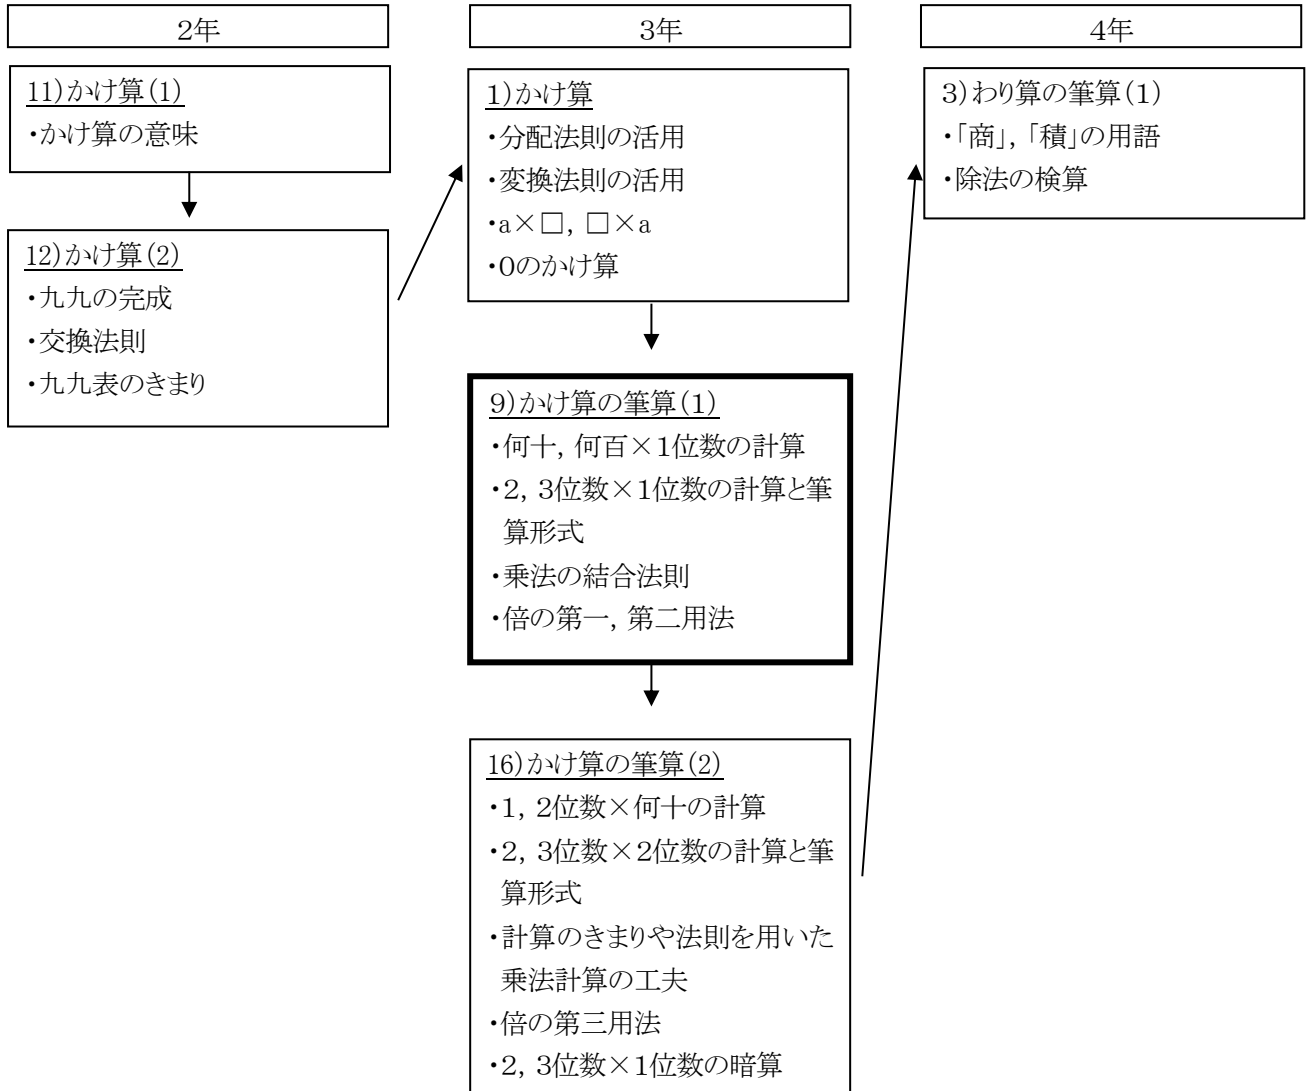 2年
11)かけ算(1)
・かけ算の意味
12)かけ算(2)
・九九の完成
・交換法則
・九九表のきまり
3年
1)かけ算
・分配法則の活用
・変換法則の活用
・a×□, □×a
・0のかけ算
9)かけ算の筆算(1)
・何十, 何百×1位数の計算
・2, 3位数×1位数の計算と筆
算形式
・乗法の結合法則
・倍の第一, 第二用法
16)かけ算の筆算(2)
・1, 2位数×何十の計算
・2, 3位数×2位数の計算と筆
算形式
・計算のきまりや法則を用いた
乗法計算の工夫
・倍の第三用法
・2, 3位数×1位数の暗算
4年
3)わり算の筆算(1)
・「商」, 「積」の用語
・除法の検算